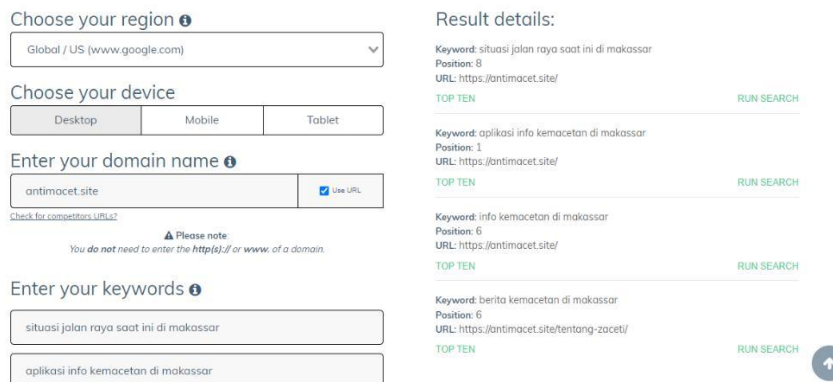 Choose your region
Global / US (www.google.com)
Choose your device
Desktop Mobile Tablet
Enter your domain name
antimacet.site Use URL
Check for competitors URLs?
Please note:
You do not need to enter the http(s):// or www. of a domain.
Enter your keywords
situasi jalan raya saat ini di makassar
aplikasi info kemacetan di makassar
Result details:
Keyword: situasi jalan raya saat ini di makassar
Position: 8
URL: https://antimacet.site/
TOP TEN RUN SEARCH
Keyword: aplikasi info kemacetan di makassar
Position: 1
URL: https://antimacet.site/
TOP TEN RUN SEARCH
Keyword: info kemacetan di makassar
Position: 6
URL: https://antimacet.site/
TOP TEN RUN SEARCH
Keyword: berita kemacetan di makassar
Position: 6
URL: https://antimacet.site/tentang-zaceti/
TOP TEN RUN SEARCH